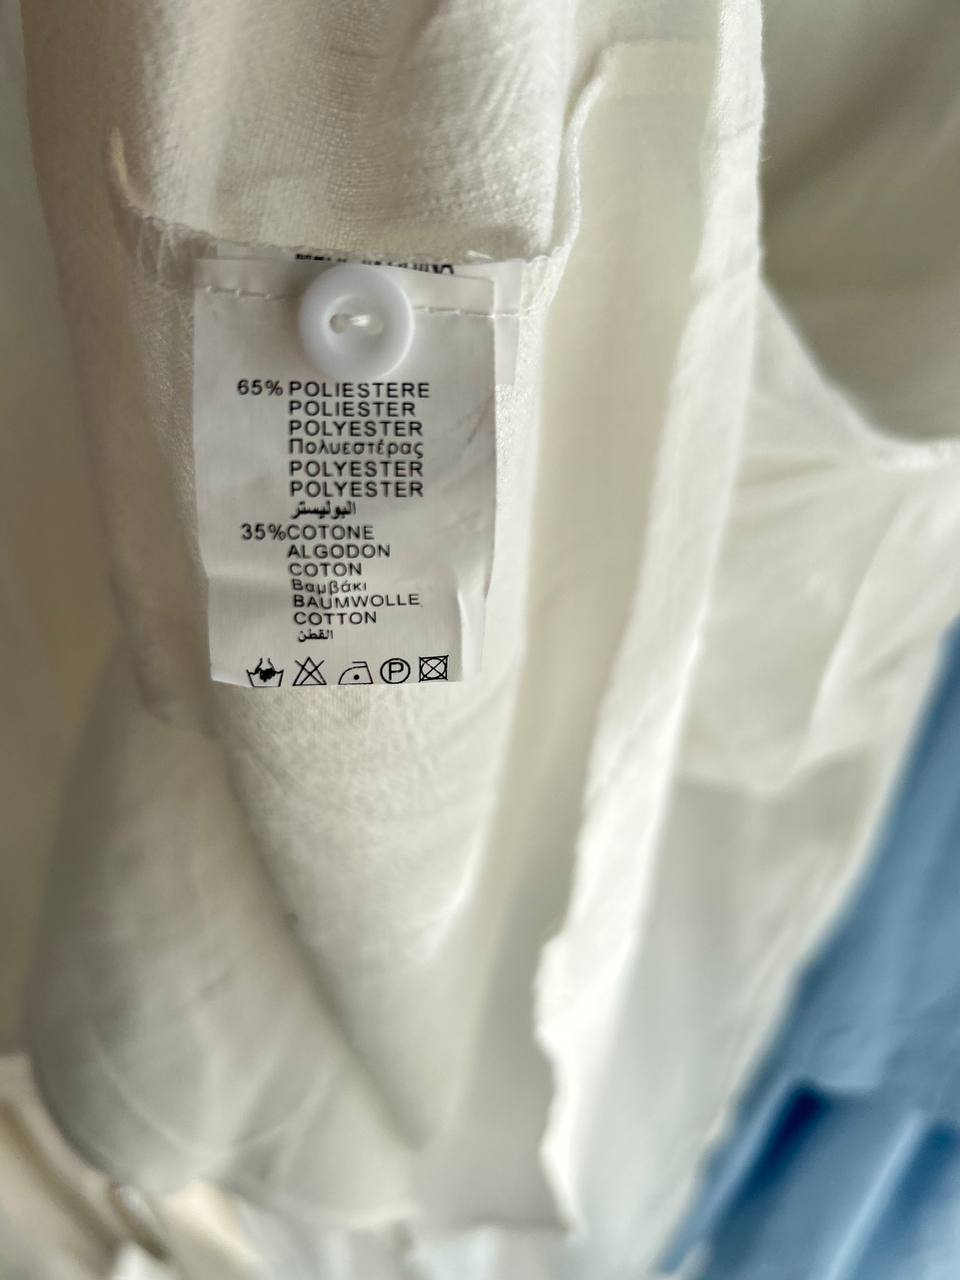 65% POLIESTERE
POLIESTER
POLYESTER
Πολυεστέρας
POLYESTER
POLYESTER
البوليستر
35% COTONE
ALGODON
COTON
Βαμβάκι
BAUMWOLLE
COTTON
القطن
P